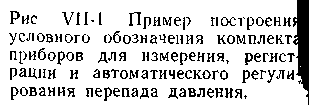 Рис VII-1 Пример построения
условного обозначения комплекта
приборов для измерения, регист-
рации и автоматического регули-
рования перепада давления.